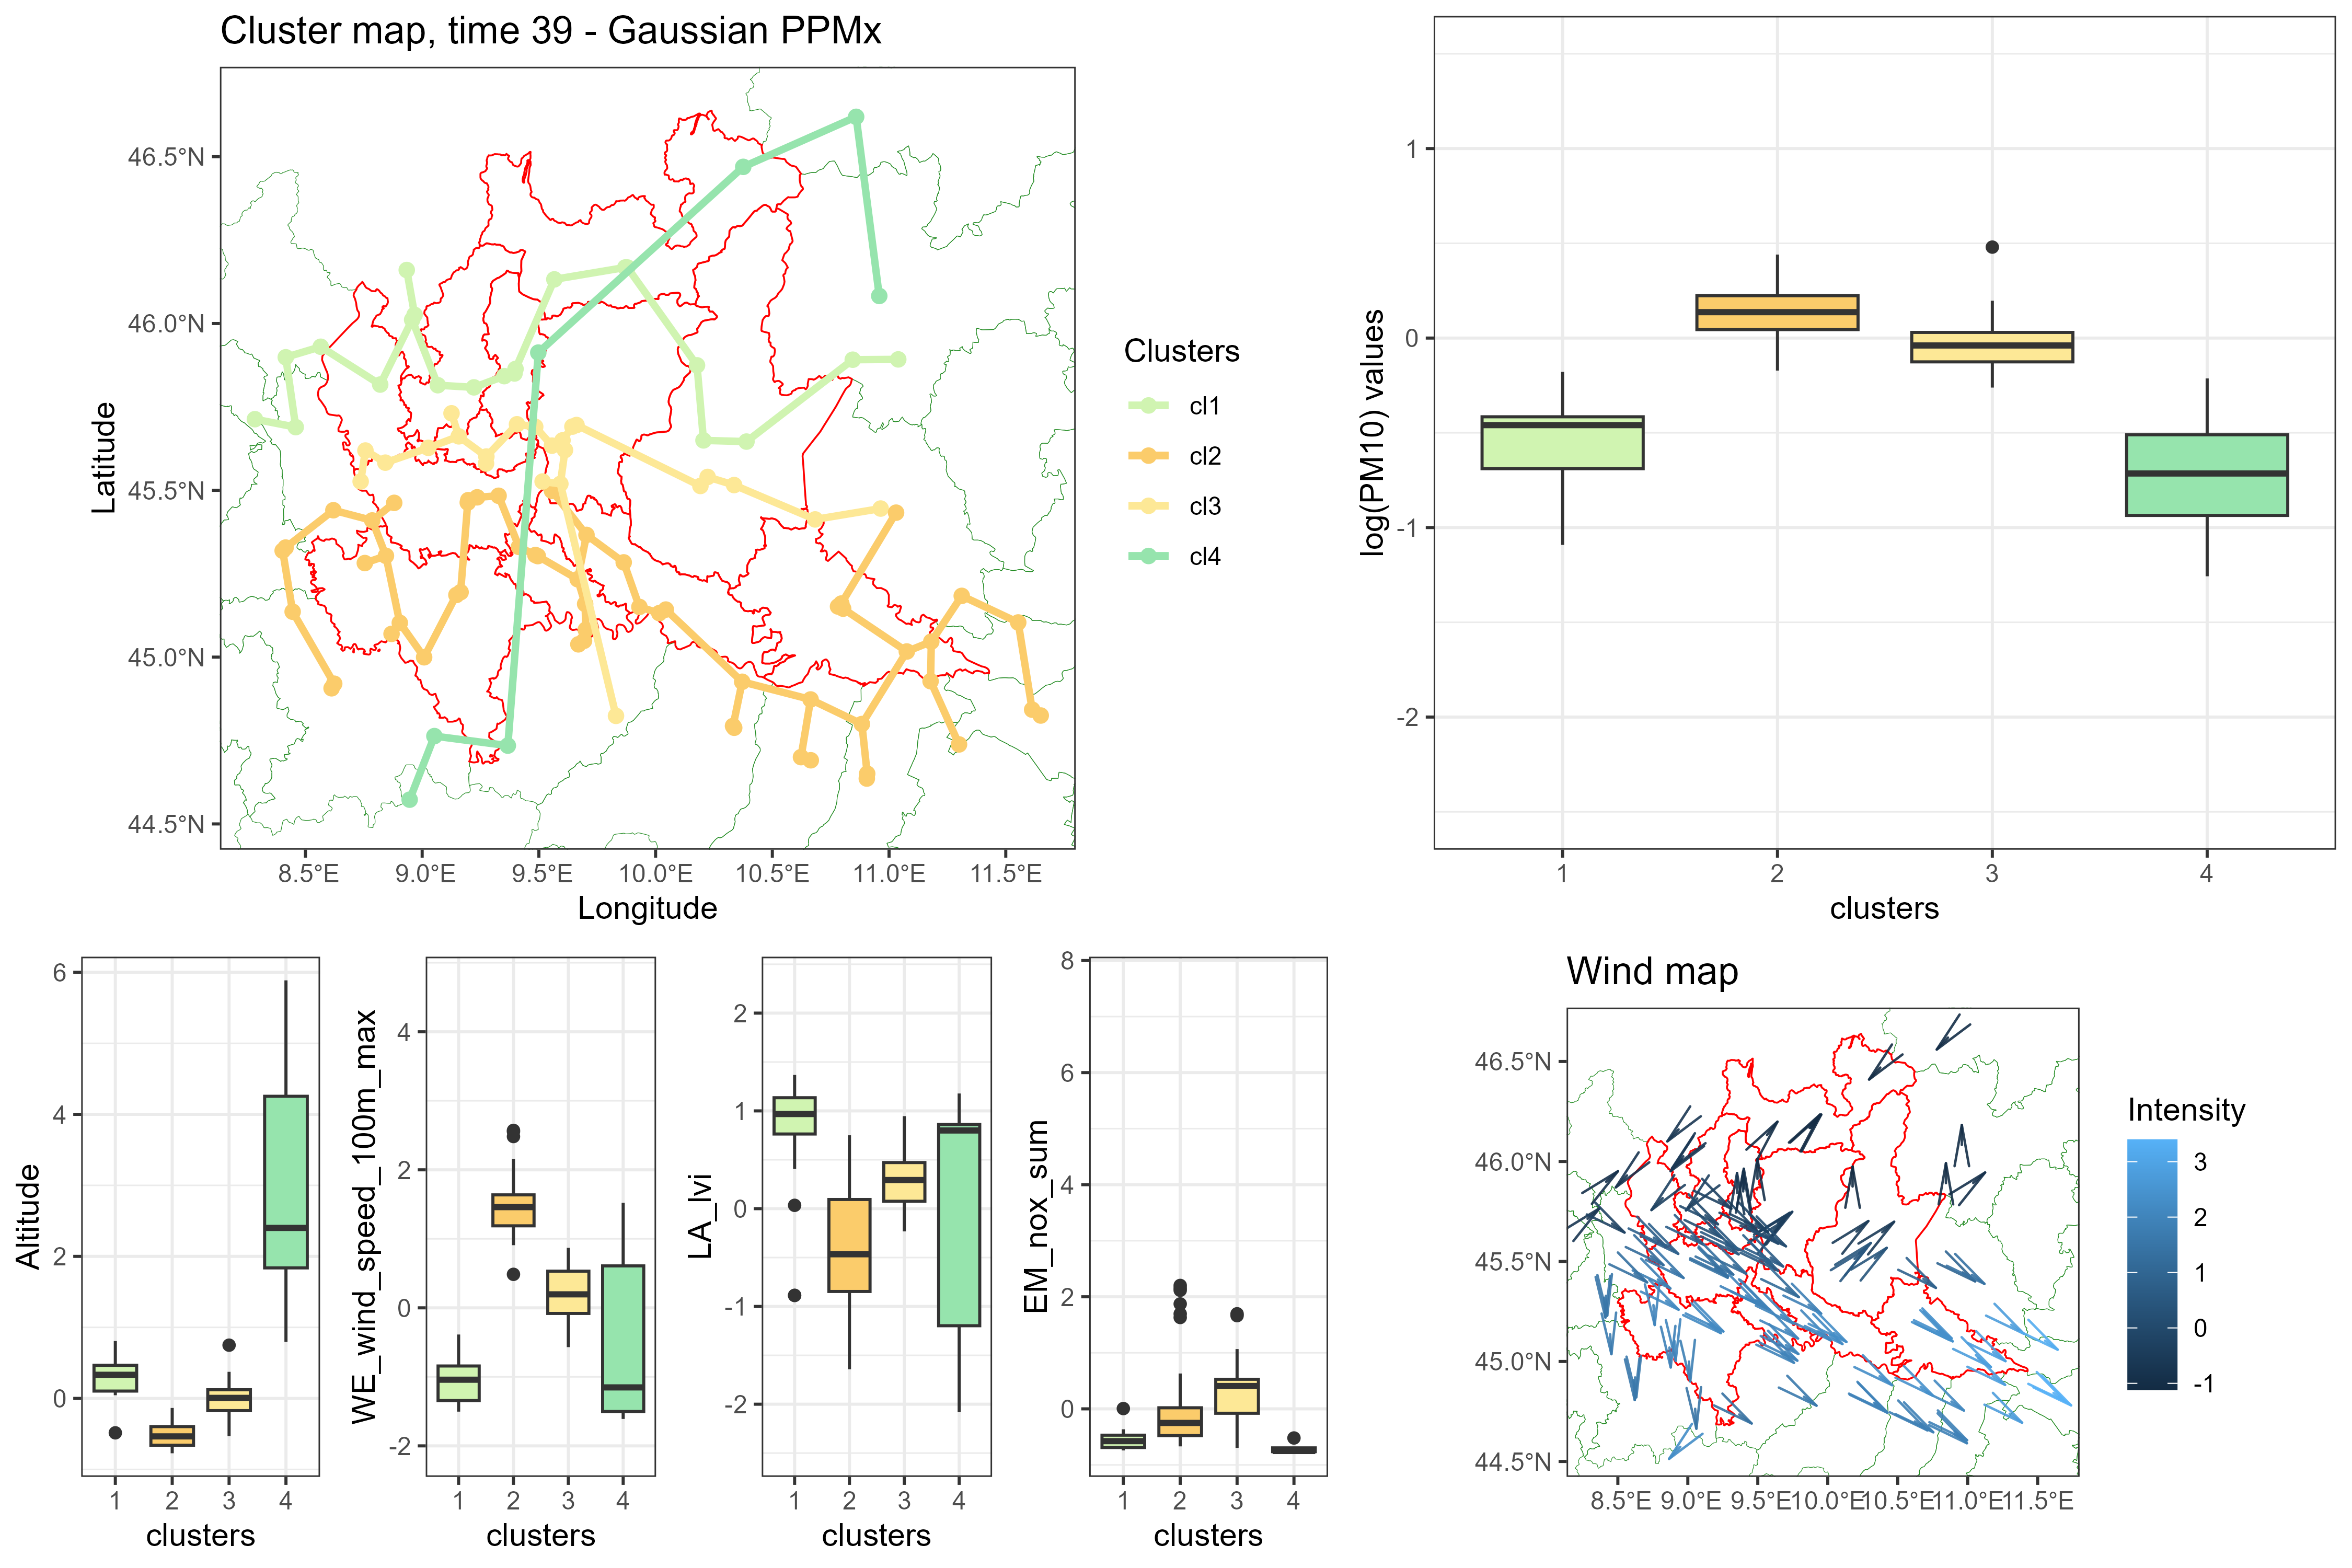 Cluster map, time 39 - Gaussian PPMx
46.5°N
46.0°N
45.5°N
45.0°N
44.5°N
Latitude
8.5°E 9.0°E 9.5°E 10.0°E 10.5°E 11.0°E 11.5°E
Longitude
Clusters
cl1
cl2
cl3
cl4
1
0
-1
-2
log(PM10) values
1 2 3 4
clusters
6
4
2
0
Altitude
1 2 3 4
clusters
4
2
0
-2
WE_wind_speed_100m_max
1 2 3 4
clusters
2
1
0
-1
-2
LA_lvi
1 2 3 4
clusters
8
6
4
2
0
EM_nox_sum
1 2 3 4
clusters
Wind map
46.5°N
46.0°N
45.5°N
45.0°N
44.5°N
8.5°E 9.0°E 9.5°E 10.0°E 10.5°E 11.0°E 11.5°E
Intensity
3
2
1
0
-1